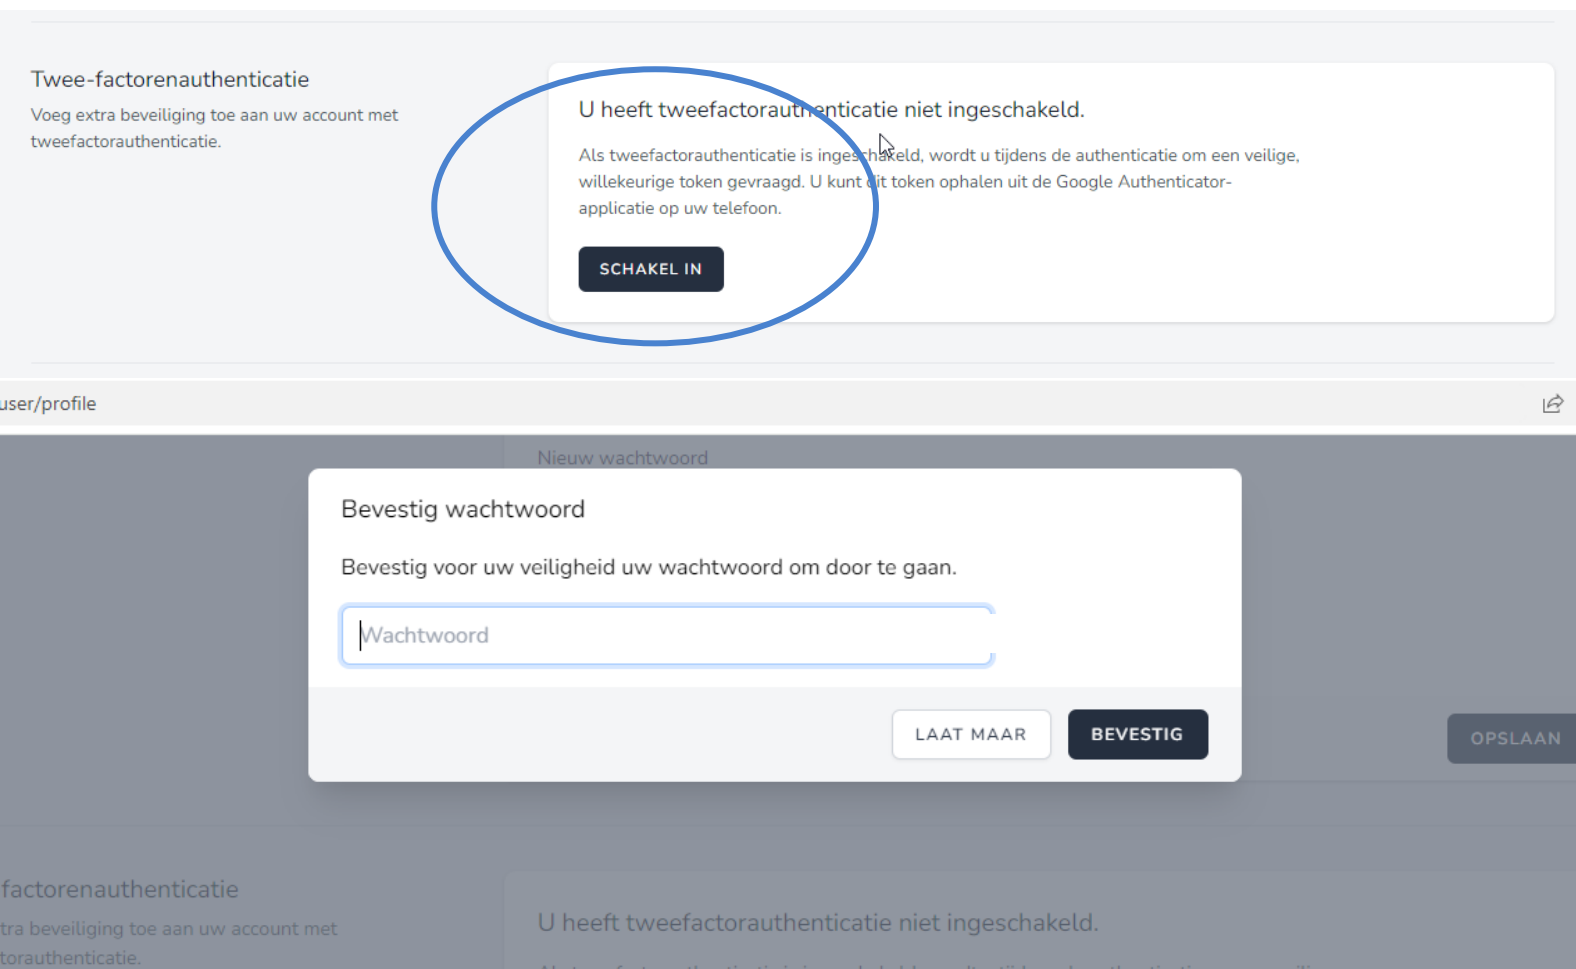 Twee-factorenauthenticatie
Voeg extra beveiliging toe aan uw account met
tweefactorauthenticatie.
U heeft tweefactorauthenticatie niet ingeschakeld.
Als tweefactorauthenticatie is ingeschakeld, wordt u tijdens de authenticatie om een veilige,
willekeurige token gevraagd. U kunt dit token ophalen uit de Google Authenticator-
applicatie op uw telefoon.
SCHAKEL IN
user/profile
Nieuw wachtwoord
Bevestig wachtwoord
Bevestig voor uw veiligheid uw wachtwoord om door te gaan.
Wachtwoord
LAAT MAAR
BEVESTIG
OPSLAAN
factorenauthenticatie
tra beveiliging toe aan uw account met
torauthenticatie.
U heeft tweefactorauthenticatie niet ingeschakeld.